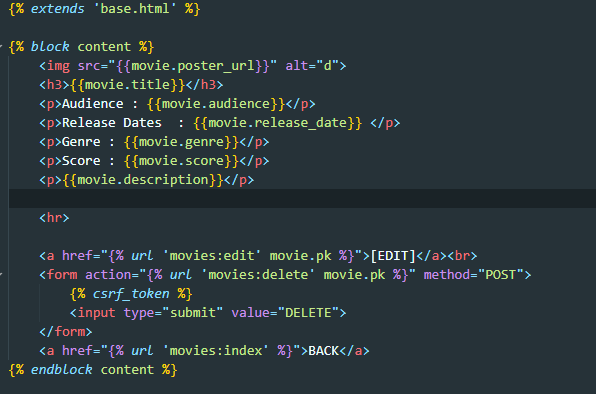 {% extends 'base.html' %}
{% block content %}
<img src="{{movie.poster_url}}" alt="d">
<h3>{{movie.title}}</h3>
<p>Audience : {{movie.audience}}</p>
<p>Release Dates  : {{movie.release_date}} </p>
<p>Genre : {{movie.genre}}</p>
<p>Score : {{movie.score}}</p>
<p>{{movie.description}}</p>
<hr>
<a href="{% url 'movies:edit' movie.pk %}">[EDIT]</a><br>
<form action="{% url 'movies:delete' movie.pk %}" method="POST">
{% csrf_token %}
<input type="submit" value="DELETE">
</form>
<a href="{% url 'movies:index' %}">BACK</a>
{% endblock content %}